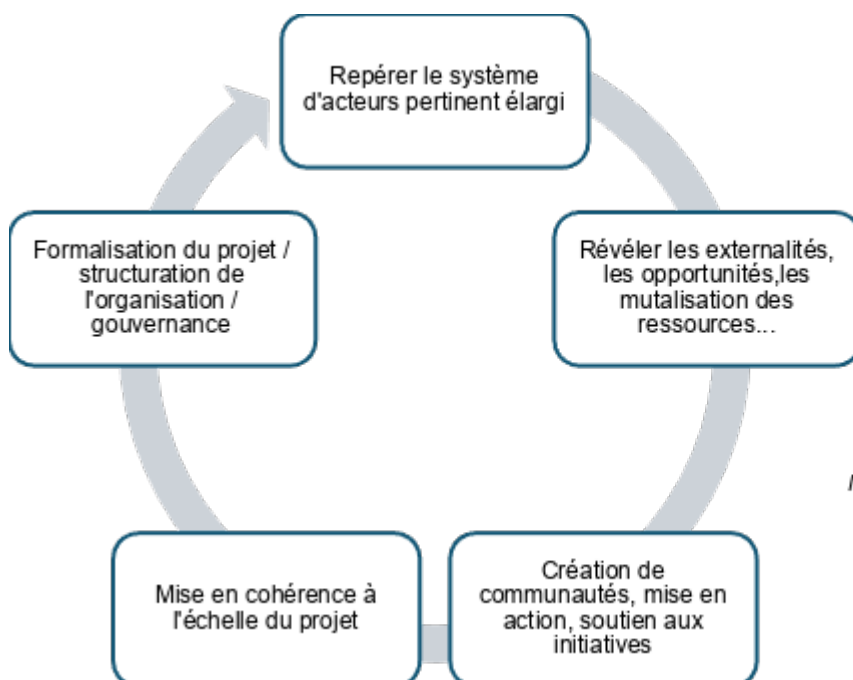 Repérer le système
d'acteurs pertinent élargi
Révéler les externalités,
les opportunités,les
mutalisation des
ressources...
Création de
communautés, mise en
action, soutien aux
initiatives
Mise en cohérence à
l'échelle du projet
Formalisation du projet /
structuration de
l'organisation /
gouvernance